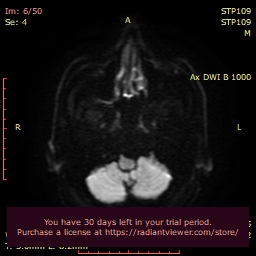 Im: 6/50
Se: 4
A
STP109
STP109
M
Ax DWI B 1000
R
L
You have 30 days left in your trial period.
Purchase a license at https://radiantviewer.com/store/